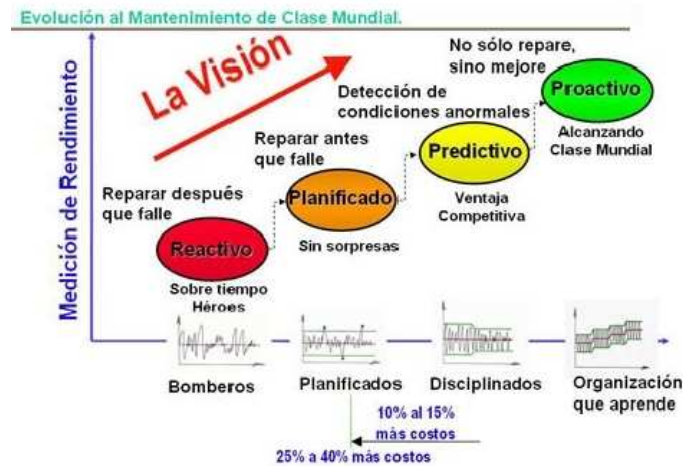 Evolución al Mantenimiento de Clase Mundial.
Medición de Rendimiento
La Visión
No sólo repare,
sino mejore
Proactivo
Alcanzando
Clase Mundial
Detección de
condiciones anormales
Predictivo
Ventaja
Competitiva
Reparar antes
que falle
Planificado
Sin sorpresas
Reparar después
que falle
Reactivo
Sobre tiempo
Héroes
Bomberos
Planificados
Disciplinados
Organización
que aprende
10% al 15%
más costos
25% a 40% más costos